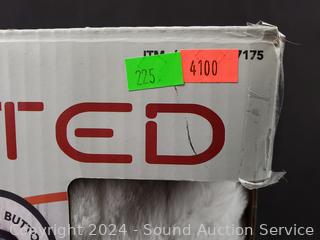 ITM
7175
225
4100
TED
BUTTO
Copyright 2024 - Sound Auction Service